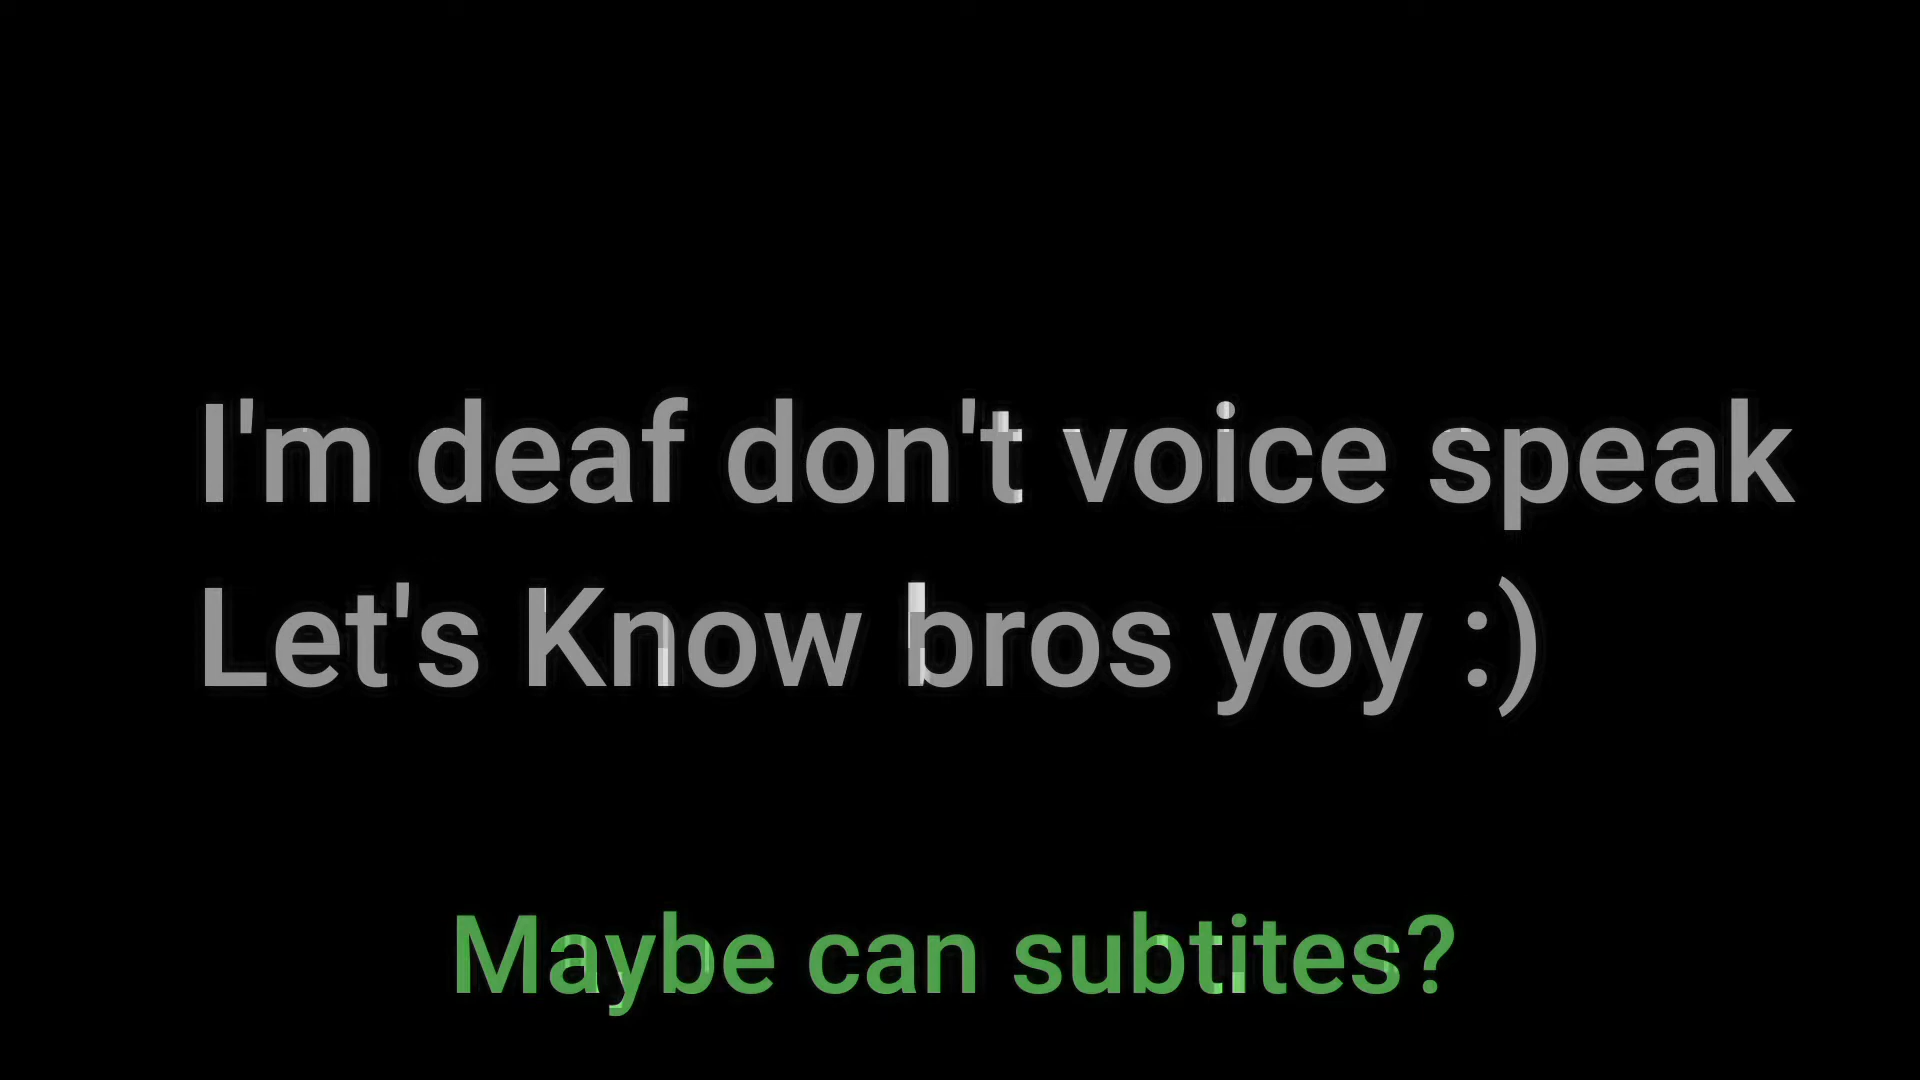 I'm deaf don't voice speak
Let's Know bros yoy :)
Maybe can subtites?